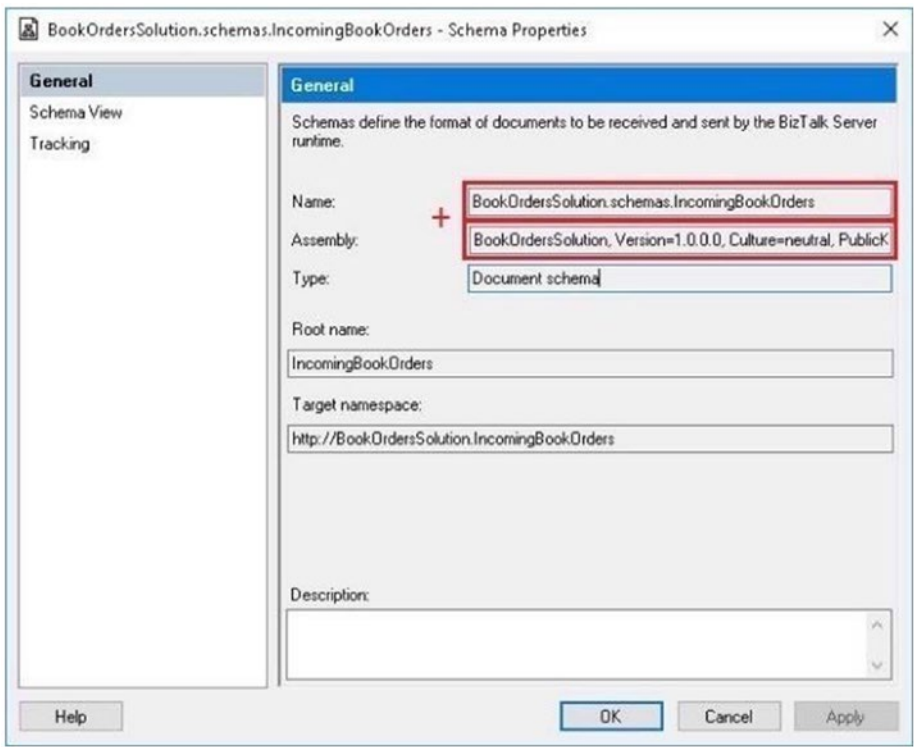 BookOrdersSolution.schemas.IncomingBookOrders - Schema Properties
General
Schema View
Tracking
General
Schemas define the format of documents to be received and sent by the BizTalk Server
runtime.
Name: BookOrdersSolution.schemas.IncomingBookOrders
+
Assembly: BookOrdersSolution, Version=1.0.0.0, Culture=neutral, PublicK
Type: Document schema
Root name:
IncomingBookOrders
Target namespace:
http://BookOrdersSolution.IncomingBookOrders
Description:
Help
OK
Cancel
Apply